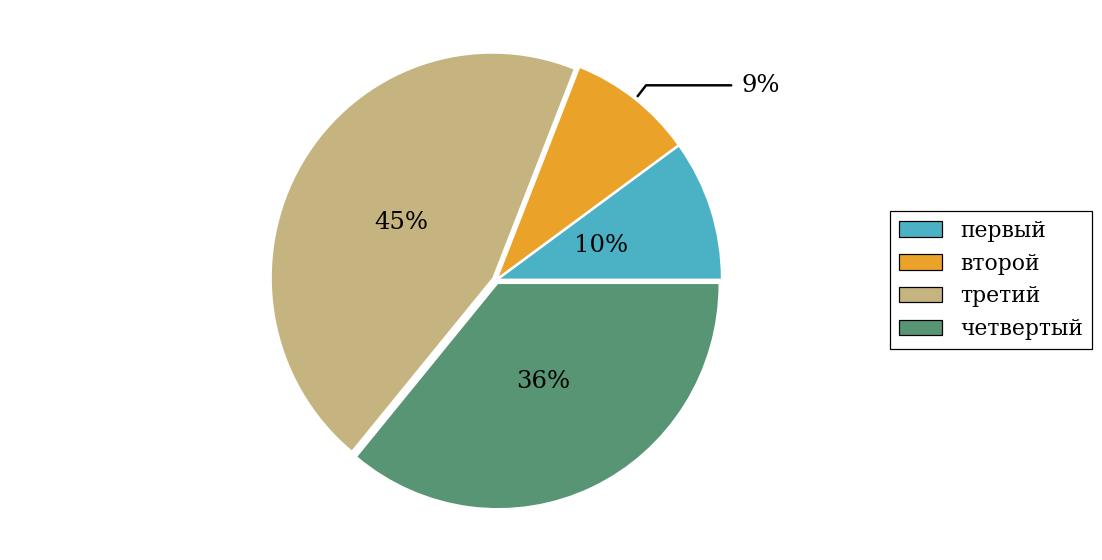 9%
45%
10%
36%
первый
второй
третий
четвертый